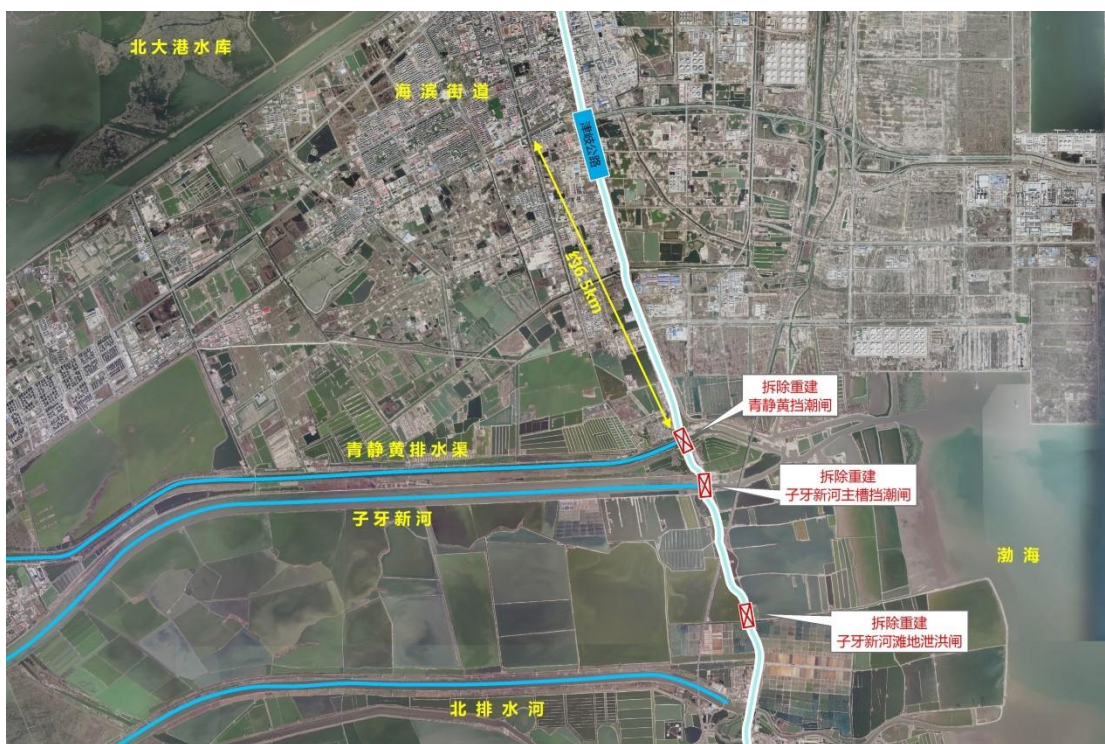 北大港水库
海滨街道
津歧公路
约6.5km
拆除重建
青静黄挡潮闸
青静黄排水渠
拆除重建
子牙新河主槽挡潮闸
子牙新河
渤海
拆除重建
子牙新河滩地泄洪闸
北排水河